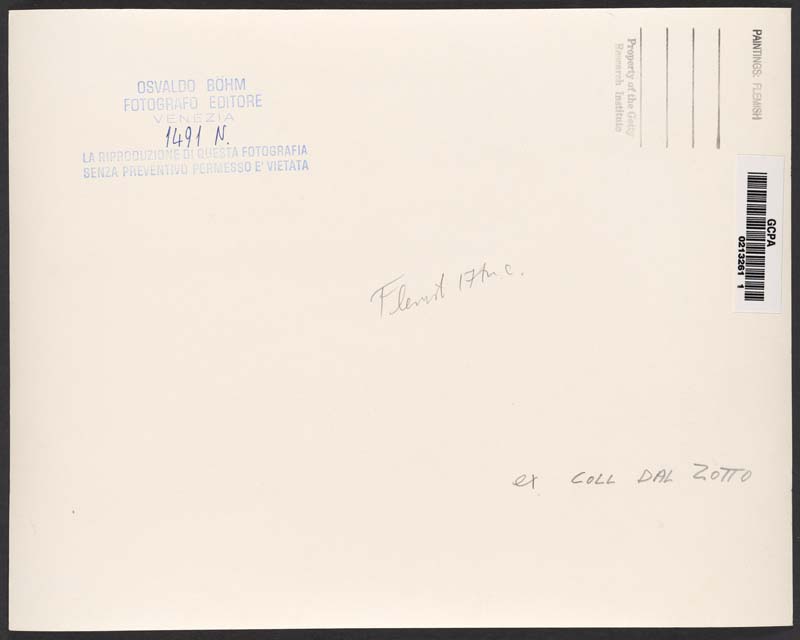 OSVALDO BÖHM
FOTOGRAFO EDITORE
VENEZIA
1491 N.
LA RIPRODUZIONE DI QUESTA FOTOGRAFIA
SENZA PREVENTIVO PERMESSO E' VIETATA
Property of the Getty
Research Institute
PAINTINGS: FLEMISH
GCPA
0213261 1
Flemish 17th c.
ex COLL DAL ZOTTO